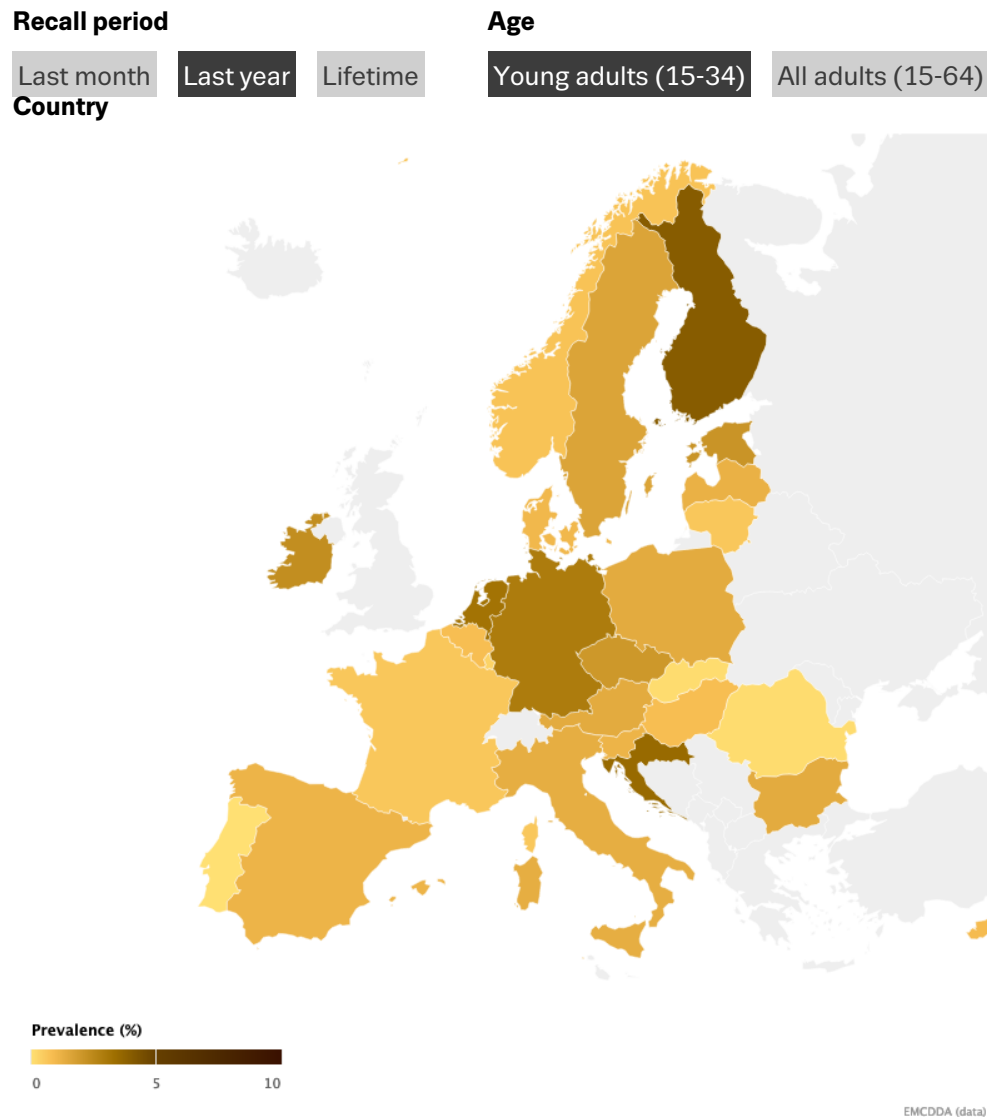 Recall period
Age
Last month Last year Lifetime
Young adults (15-34) All adults (15-64)
Country
Prevalence (%)
0 5 10
EMCDDA (data)